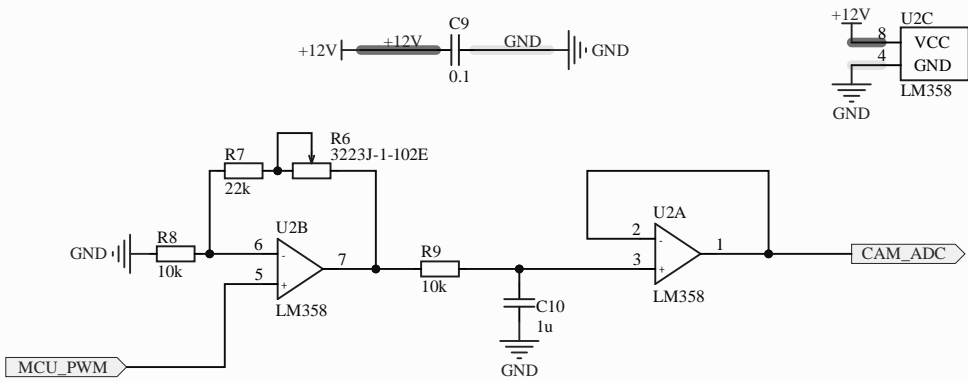 C9
+12V
+12V
GND
GND
0.1
+12V
U2C
8
VCC
4
GND
LM358
GND
R6
3223J-1-102E
R7
22k
U2B
R8
GND
10k
6
-
5
+
7
LM358
R9
10k
C10
1u
GND
U2A
2
-
3
+
1
LM358
CAM_ADC
MCU_PWM